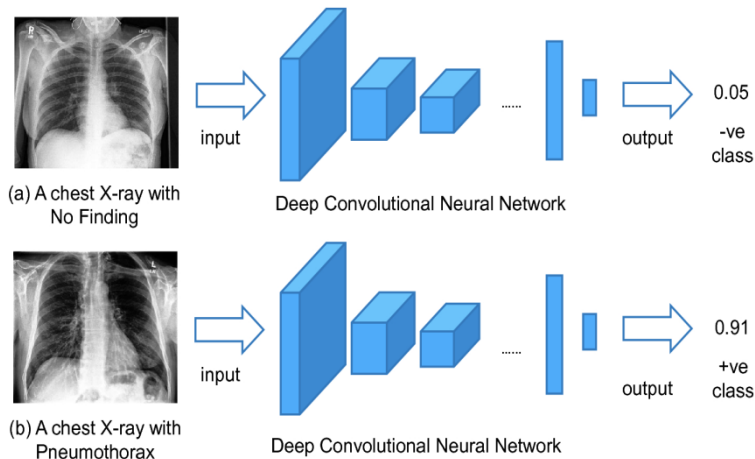 0.05
input
output
-ve
class
(a) A chest X-ray with
No Finding
Deep Convolutional Neural Network
......
L
0.91
input
output
+ve
class
(b) A chest X-ray with
Pneumothorax
Deep Convolutional Neural Network
......